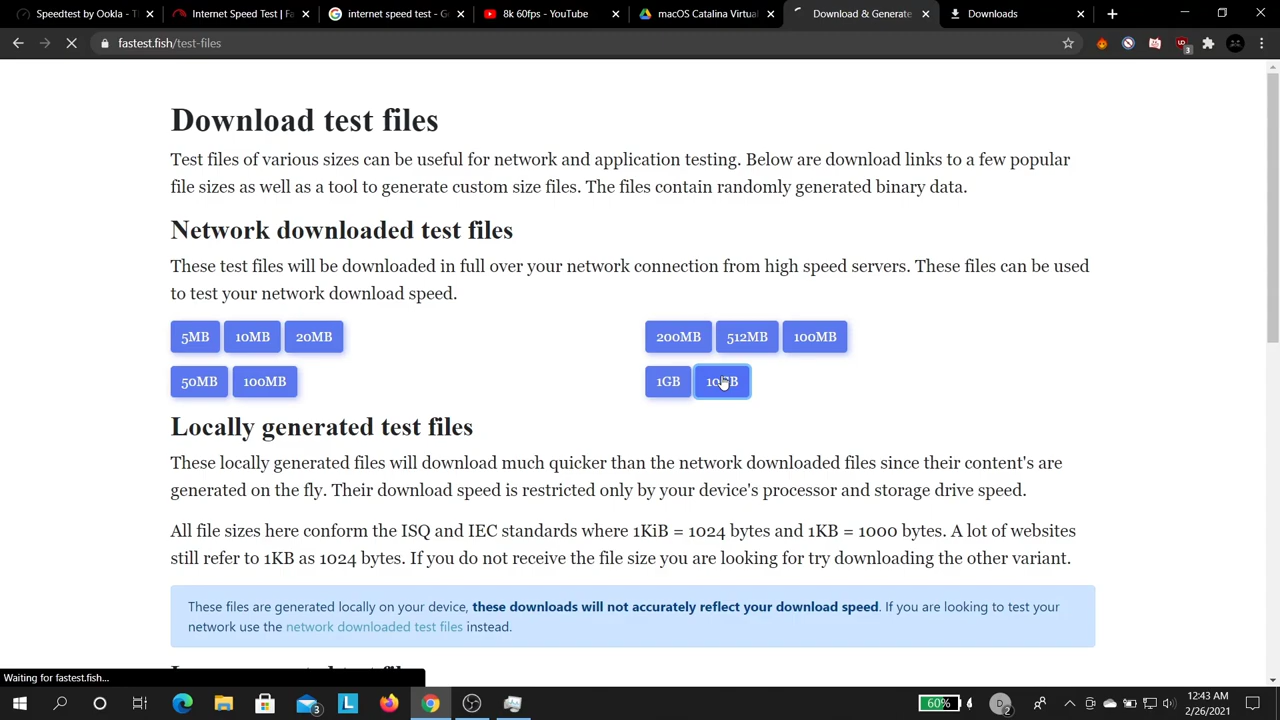 Speedtest by Ookla - Ti
Internet Speed Test | Fa
internet speed test - G
8k 60fps - YouTube
macOS Catalina Virtual
Download & Generate
Downloads
fastest.fish/test-files
3
Download test files
Test files of various sizes can be useful for network and application testing. Below are download links to a few popular
file sizes as well as a tool to generate custom size files. The files contain randomly generated binary data.
Network downloaded test files
These test files will be downloaded in full over your network connection from high speed servers. These files can be used
to test your network download speed.
5MB 10MB 20MB 200MB 512MB 100MB
50MB 100MB 1GB
Locally generated test files
These locally generated files will download much quicker than the network downloaded files since their content's are
generated on the fly. Their download speed is restricted only by your device's processor and storage drive speed.
All file sizes here conform the ISQ and IEC standards where 1KiB = 1024 bytes and 1KB = 1000 bytes. A lot of websites
still refer to 1KB as 1024 bytes. If you do not receive the file size you are looking for try downloading the other variant.
These files are generated locally on your device, these downloads will not accurately reflect your download speed. If you are looking to test your
network use the network downloaded test files instead.
Waiting for fastest.fish...
3
L
60%
D
2
12:43 AM
2/26/2021